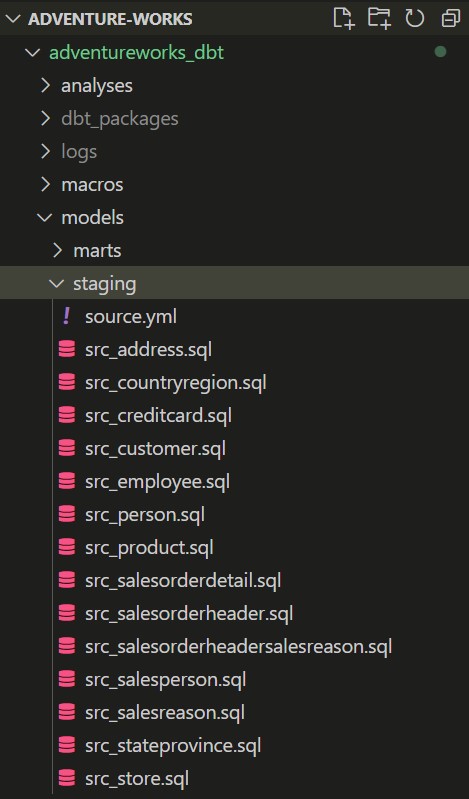 ADVENTURE-WORKS
adventureworks_dbt
analyses
dbt_packages
logs
macros
models
marts
staging
! source.yml
src_address.sql
src_countryregion.sql
src_creditcard.sql
src_customer.sql
src_employee.sql
src_person.sql
src_product.sql
src_salesorderdetail.sql
src_salesorderheader.sql
src_salesorderheadersalesreason.sql
src_salesperson.sql
src_salesreason.sql
src_stateprovince.sql
src_store.sql